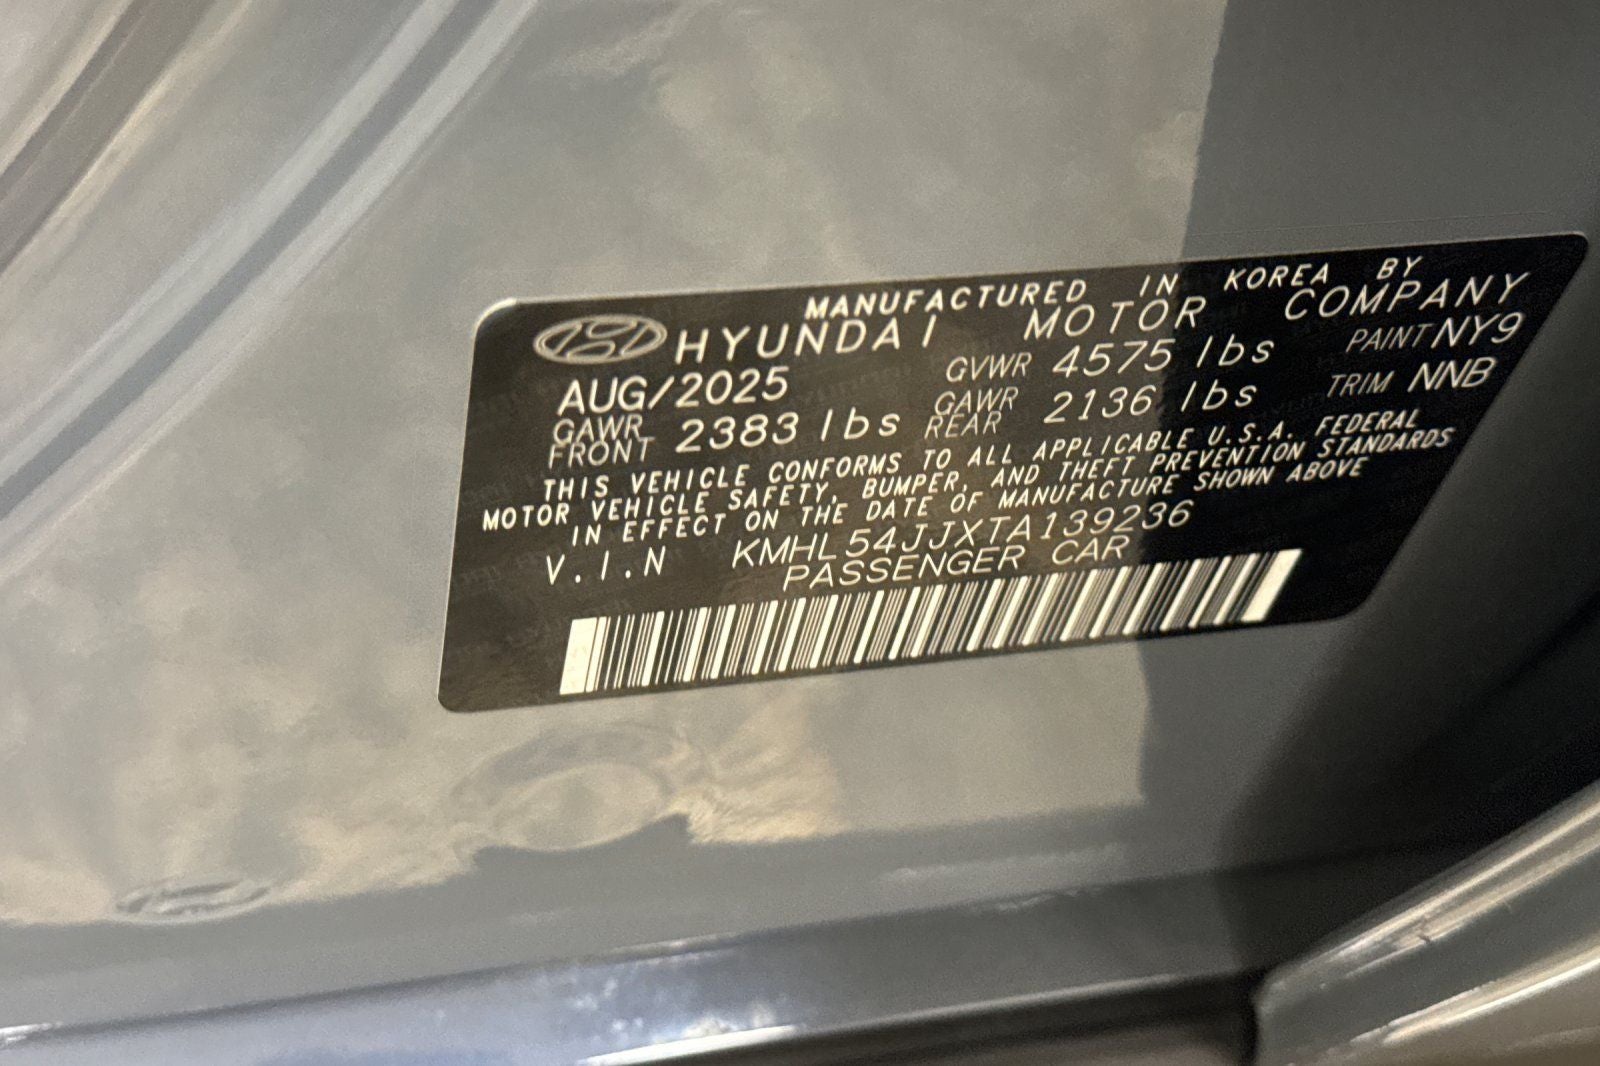 MANUFACTURED IN KOREA BY
HYUNDAI MOTOR COMPANY
AUG/2025 GVWR 4575 lbs PAINT NY9
GAWR FRONT 2383 lbs GAWR REAR 2136 lbs TRIM NNB
THIS VEHICLE CONFORMS TO ALL APPLICABLE U.S.A. FEDERAL
MOTOR VEHICLE SAFETY, BUMPER, AND THEFT PREVENTION STANDARDS
IN EFFECT ON THE DATE OF MANUFACTURE SHOWN ABOVE
V.I.N KMHL54JJXTA139236
PASSENGER CAR